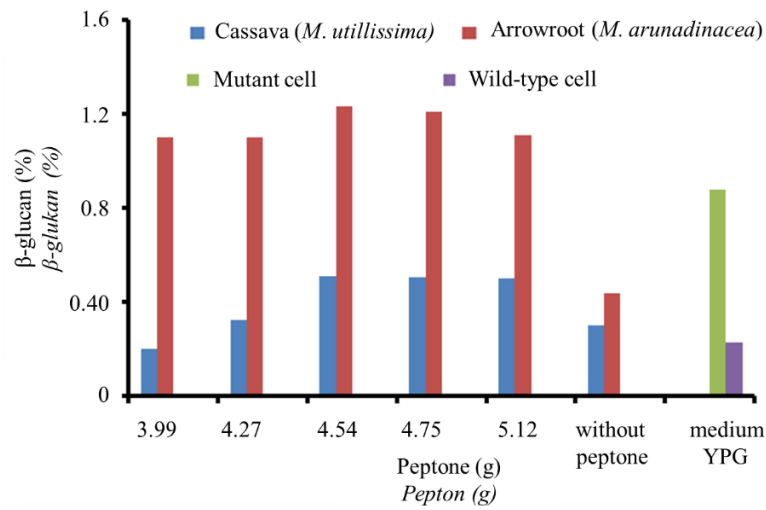 1.6
Cassava (M. utillissima)
Arrowroot (M. arunadinacea)
Mutant cell
Wild-type cell
1.2
0.8
0.40
0
β-glucan (%)
β-glukan (%)
3.99 4.27 4.54 4.75 5.12 without peptone medium YPG
Peptone (g)
Pepton (g)